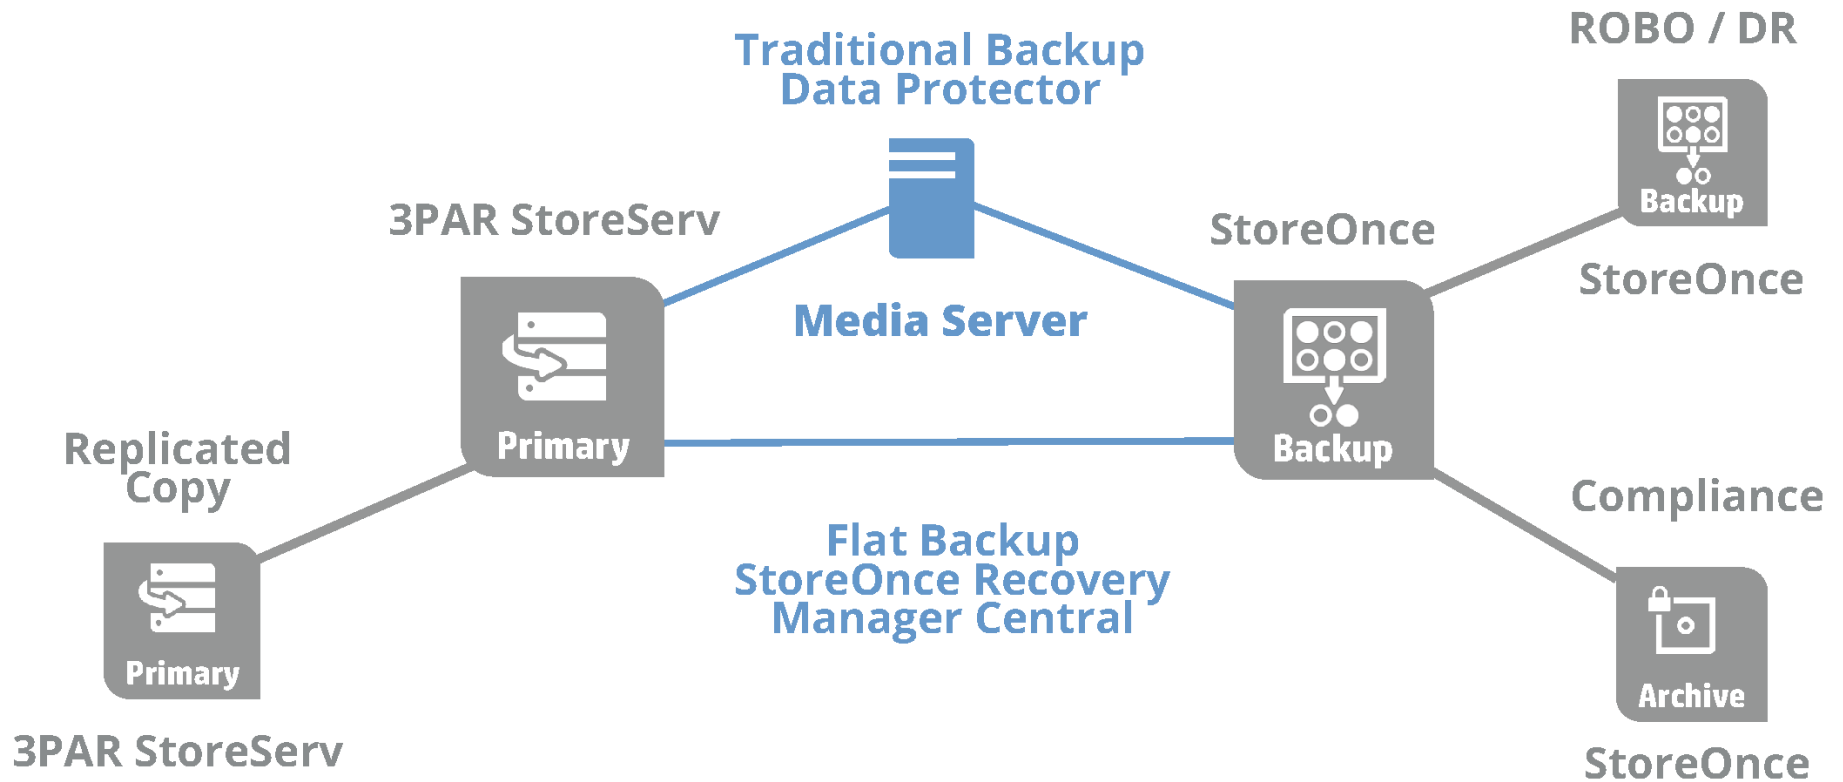 ROBO / DR
Traditional Backup
Data Protector
Backup
3PAR StoreServ
StoreOnce
StoreOnce
Media Server
Primary
Backup
Replicated
Copy
Compliance
Flat Backup
StoreOnce Recovery
Manager Central
Primary
Archive
3PAR StoreServ
StoreOnce